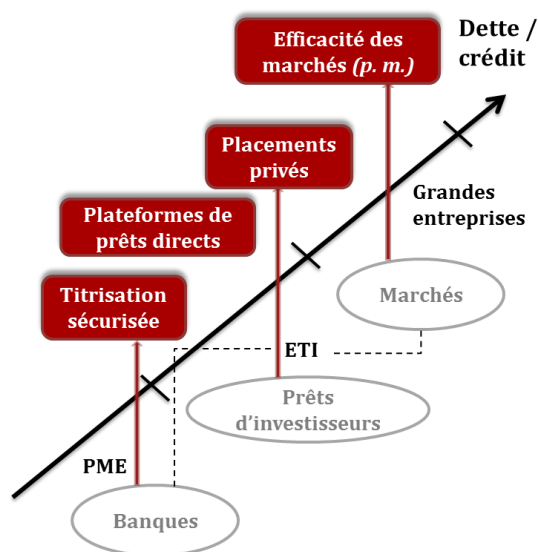 Efficacité des
marchés (p. m.)
Dette /
crédit
Placements
privés
Grandes
entreprises
Plateformes de
prêts directs
Titrisation
sécurisée
Marchés
ETI
Prêts
d’investisseurs
PME
Banques